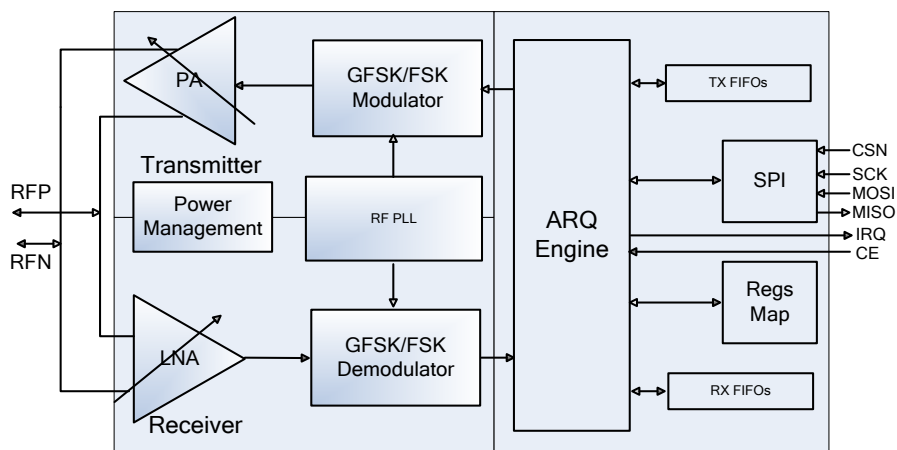 PA
GFSK/FSK
Modulator
TX FIFOs
Transmitter
SPI
CSN
SCK
MOSI
MISO
RFP
RFN
Power
Management
RF PLL
ARQ
Engine
IRQ
CE
Regs
Map
LNA
GFSK/FSK
Demodulator
RX FIFOs
Receiver